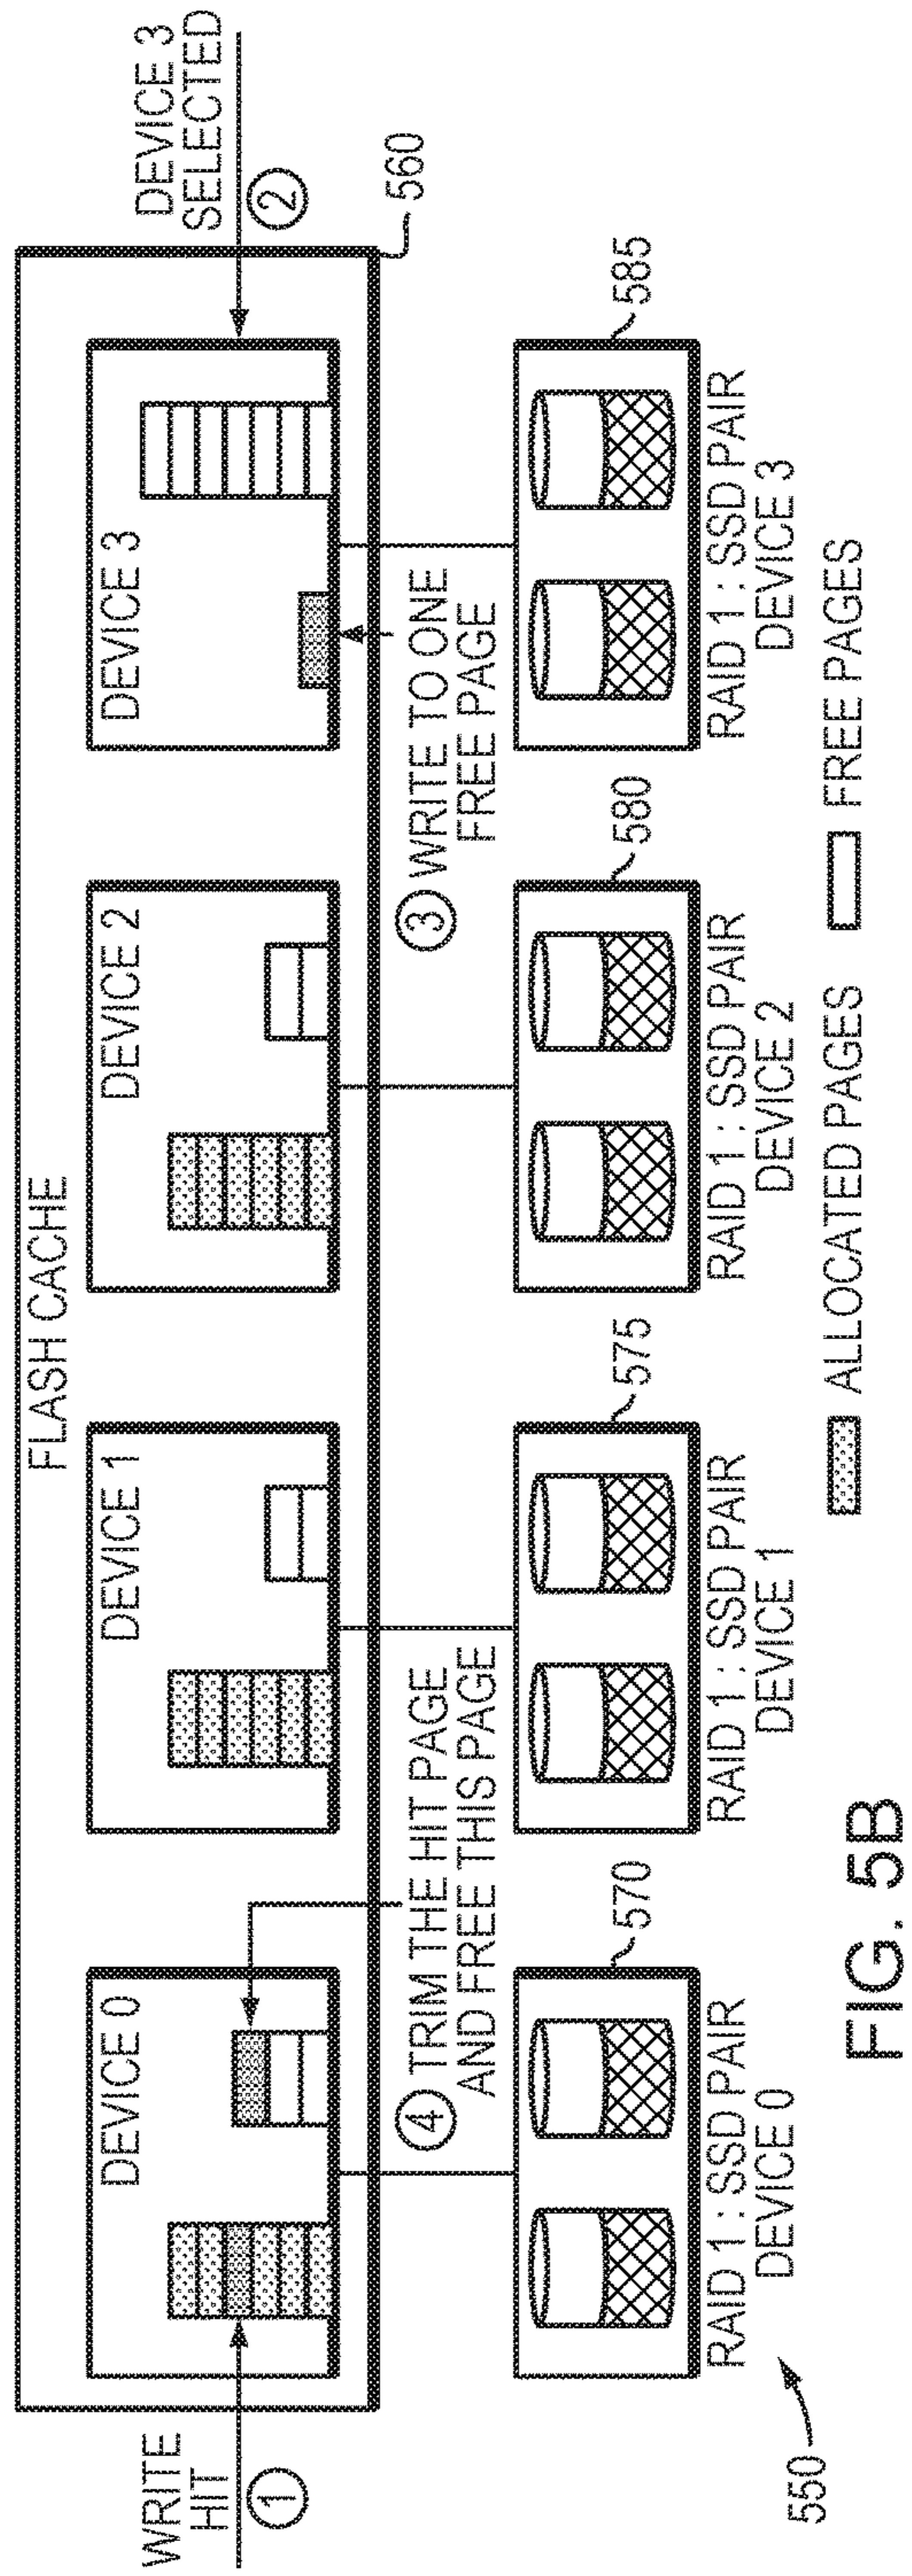 FLASH CACHE
WRITE
HIT
1
DEVICE 0
DEVICE 1
DEVICE 2
DEVICE 3
DEVICE 3
SELECTED
2
560
4 TRIM THE HIT PAGE
AND FREE THIS PAGE
3 WRITE TO ONE
FREE PAGE
570
575
580
585
RAID 1 : SSD PAIR
DEVICE 0
RAID 1 : SSD PAIR
DEVICE 1
RAID 1 : SSD PAIR
DEVICE 2
RAID 1 : SSD PAIR
DEVICE 3
550
ALLOCATED PAGES
FREE PAGES
FIG. 5B